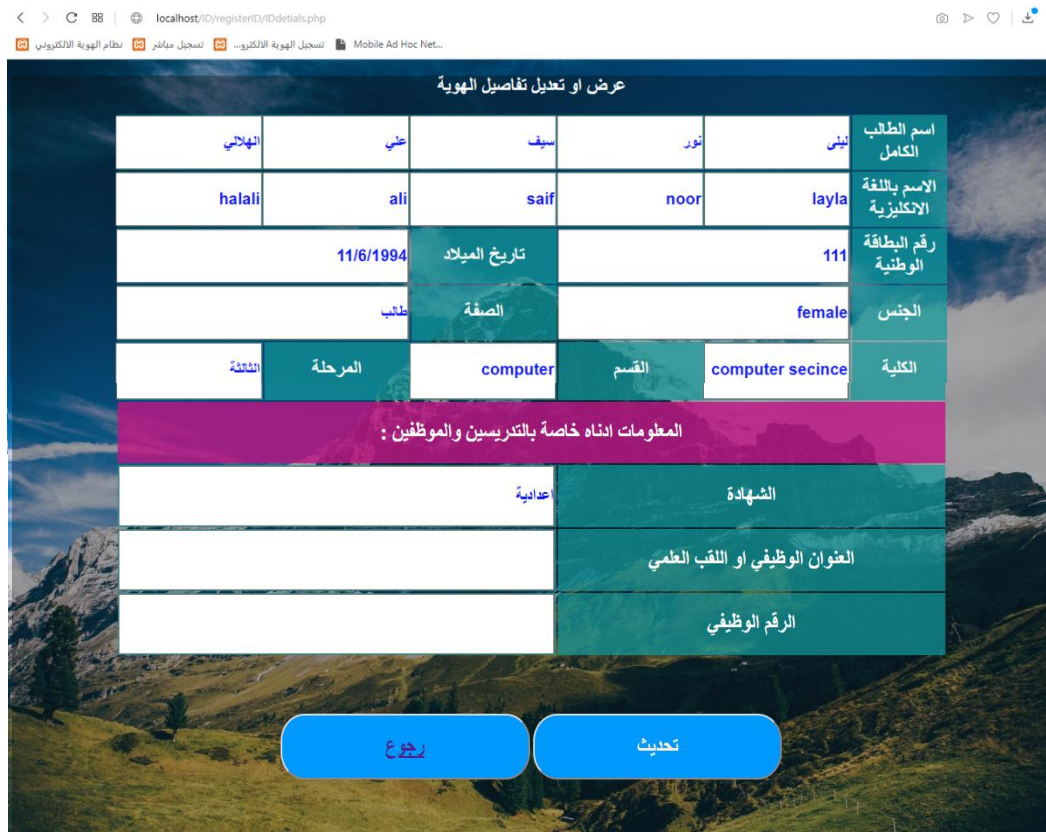 localhost/ID/registerID/IDdetials.php
نظام الهوية الالكتروني تسجيل مباشر تسجيل الهوية الالكترو... Mobile Ad Hoc Net...
عرض او تعديل تفاصيل الهوية
اسم الطالب الكامل ليلى نور سيف علي الهلالي
الاسم باللغة الانكليزية layla noor saif ali halali
رقم البطاقة الوطنية 111 تاريخ الميلاد 11/6/1994
الجنس female الصفة طالب
الكلية computer secince القسم computer المرحلة الثالثة
المعلومات ادناه خاصة بالتدريسين والموظفين :
الشهادة اعدادية
العنوان الوظيفي او اللقب العلمي
الرقم الوظيفي
تحديث رجوع